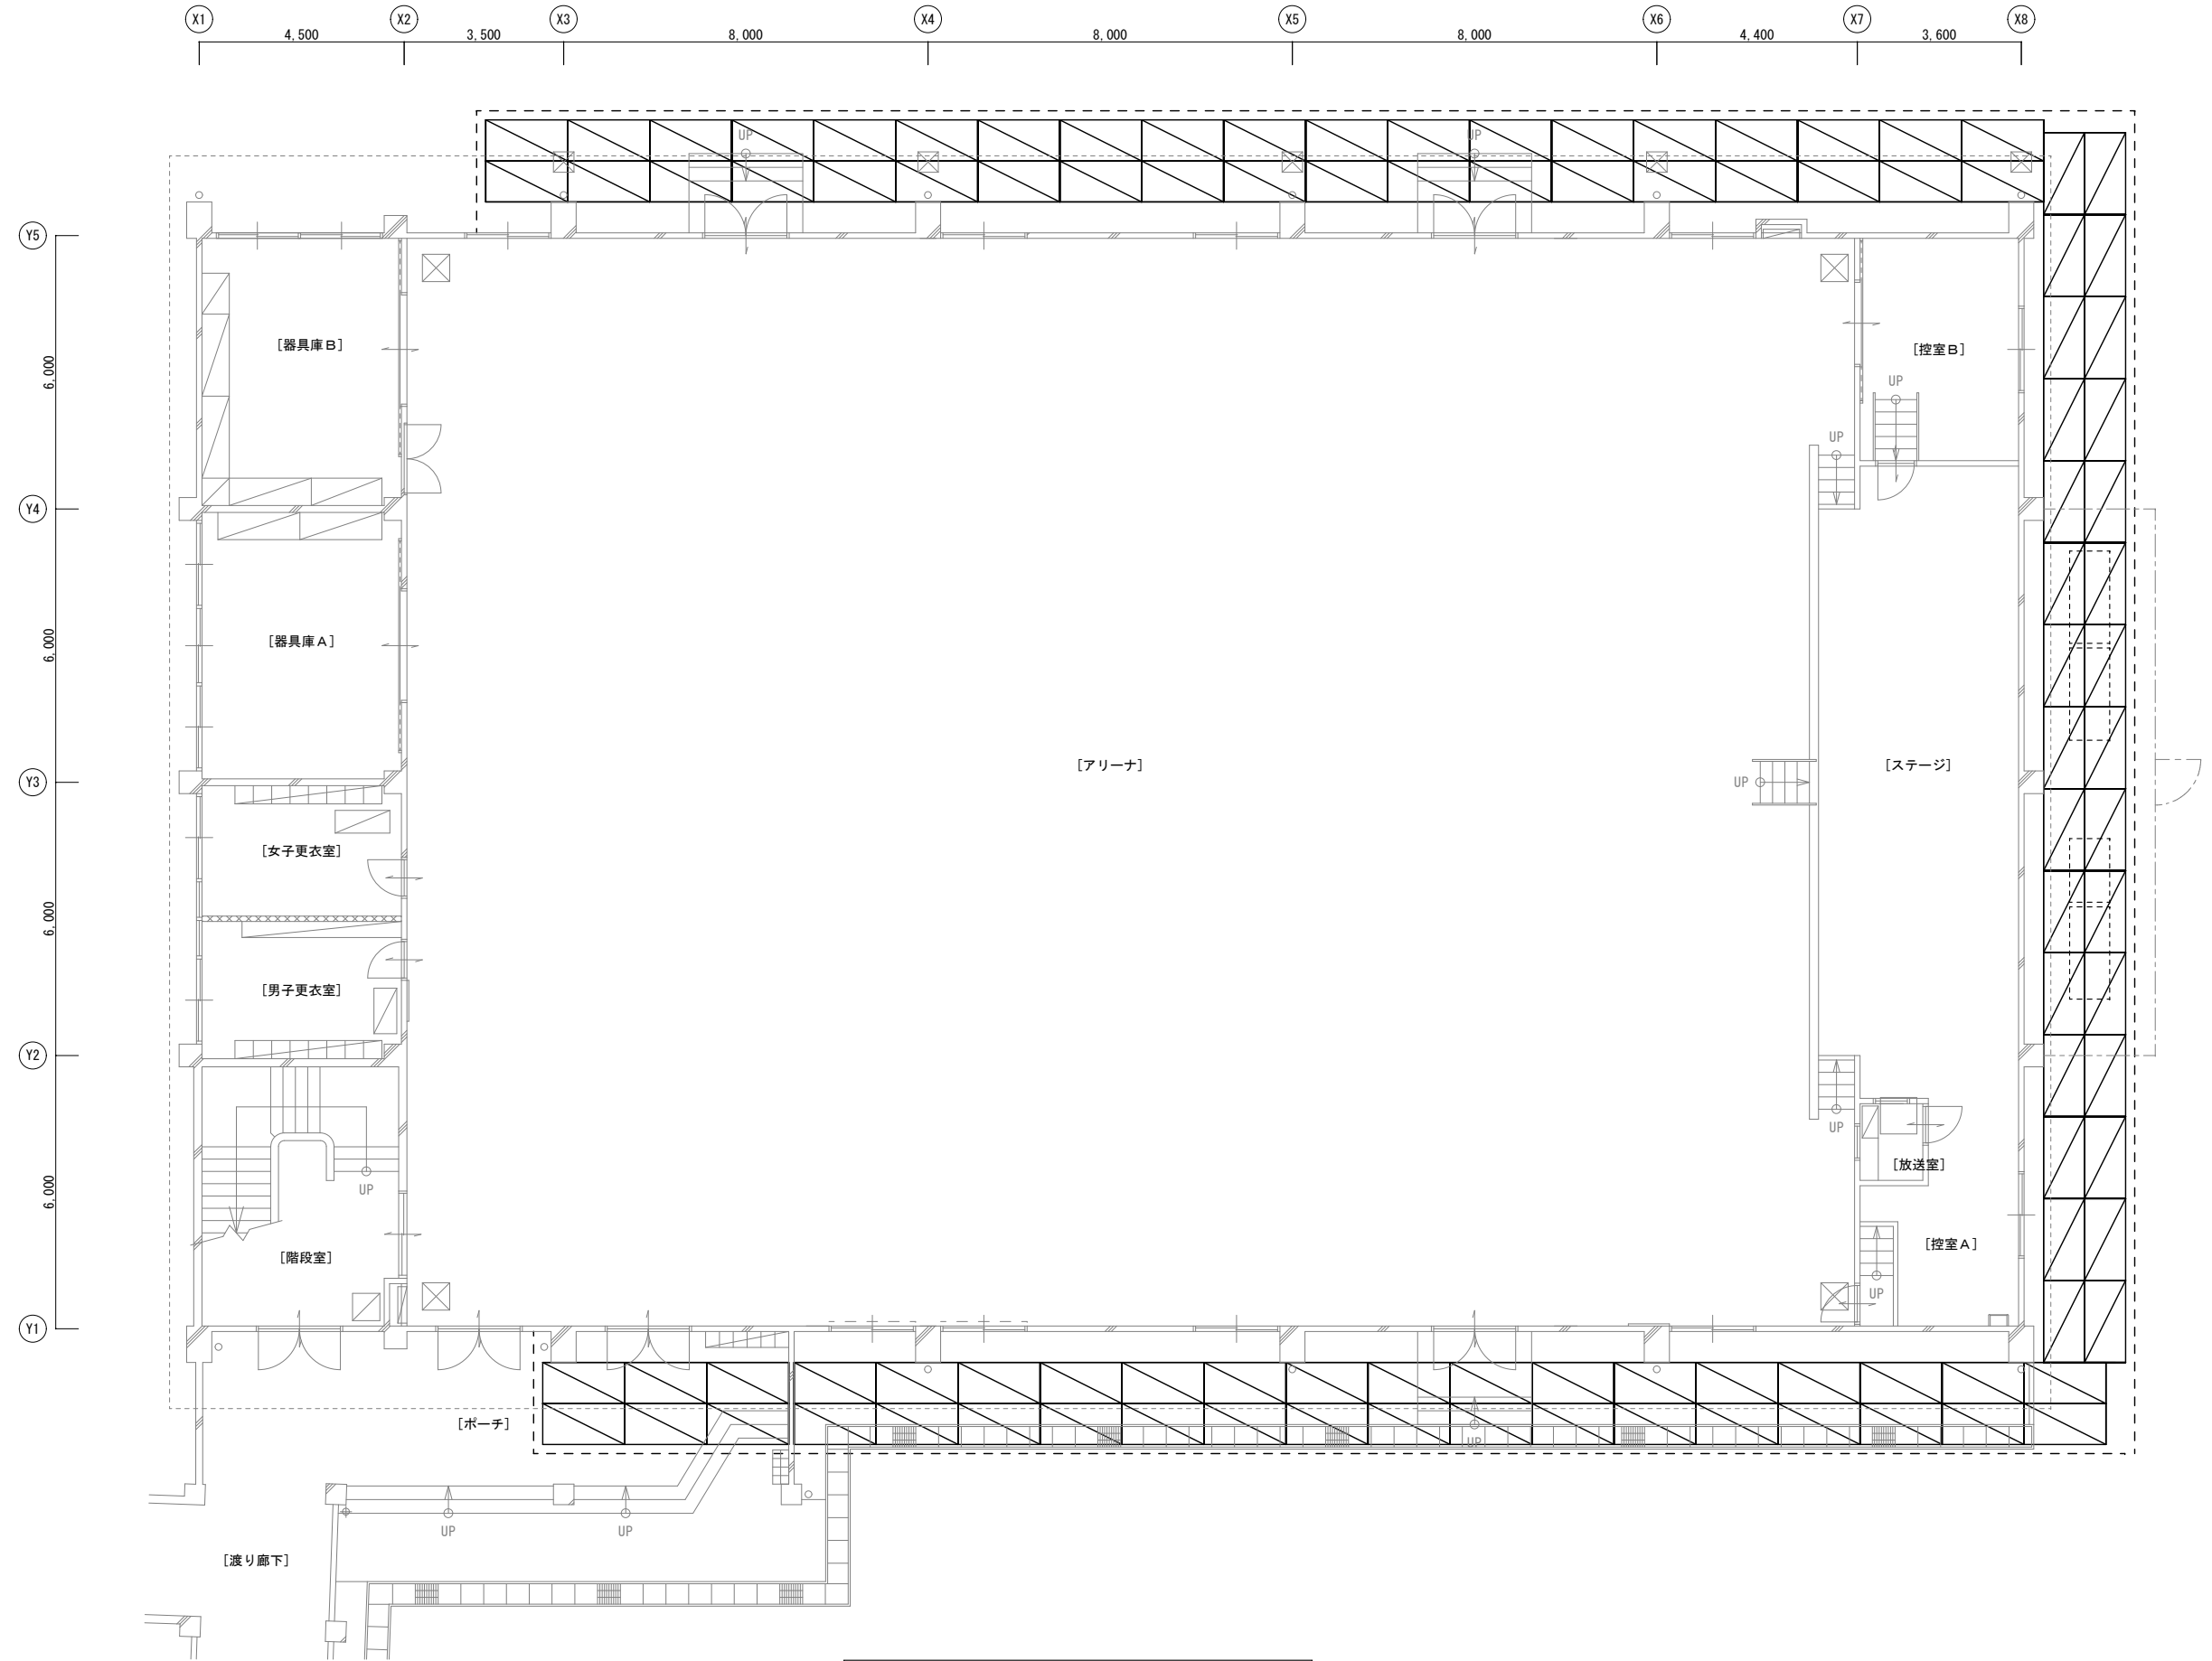 X1 X2 X3 X4 X5 X6 X7 X8
4,500 3,500 8,000 8,000 8,000 4,400 3,600
UP UP
Y5
[器具庫B] [控室B]
6,000
UP
UP
Y4
[器具庫A]
6,000
[アリーナ] [ステージ]
Y3
UP
[女子更衣室]
6,000
[男子更衣室]
Y2
UP
[放送室]
UP
6,000
[階段室] [控室A]
UP
Y1
[ポーチ]
UP
UP UP
[渡り廊下]